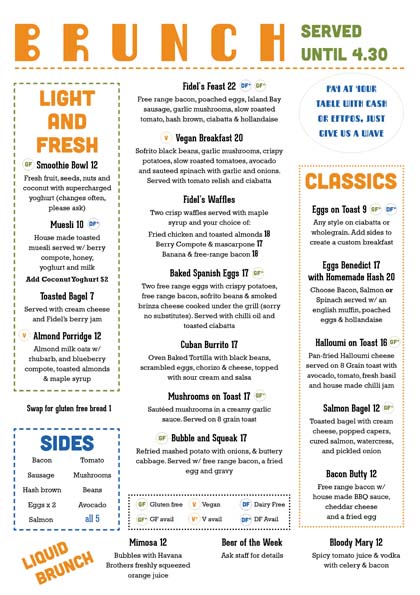 BRUNCH
SERVED
UNTIL 4.30
LIGHT
AND
FRESH
GF Smoothie Bowl 12
Fresh fruit, seeds, nuts and
coconut with supercharged
yoghurt (changes often,
please ask)
Muesli 10 DF*
House made toasted
muesli served w/ berry
compote, honey,
yoghurt and milk
Add Coconut Yoghurt $2
Toasted Bagel 7
Served with cream cheese
and Fidel's berry jam
V Almond Porridge 12
Almond milk oats w/
rhubarb, and blueberry
compote, toasted almonds
& maple syrup
Swap for gluten free bread 1
SIDES
Bacon Tomato
Sausage Mushrooms
Hash brown Beans
Eggs x 2 Avocado
Salmon all 5
LIQUID
BRUNCH
Fidel's Feast 22 DF* GF*
Free range bacon, poached eggs, Island Bay
sausage, garlic mushrooms, slow roasted
tomato, hash brown, ciabatta & hollandaise
V Vegan Breakfast 20
Sofrito black beans, garlic mushrooms, crispy
potatoes, slow roasted tomatoes, avocado
and sauteed spinach with garlic and onions.
Served with tomato relish and ciabatta
Fidel's Waffles
Two crisp waffles served with maple
syrup and your choice of:
Fried chicken and toasted almonds 18
Berry Compote & mascarpone 17
Banana & free-range bacon 18
Baked Spanish Eggs 17 GF*
Two free range eggs with crispy potatoes,
free range bacon, sofrito beans & smoked
brinza cheese cooked under the grill (sorry
no substitutes). Served with chilli oil and
toasted ciabatta
Cuban Burrito 17
Oven Baked Tortilla with black beans,
scrambled eggs, chorizo & cheese, topped
with sour cream and salsa
Mushrooms on Toast 17 GF*
Sautéed mushrooms in a creamy garlic
sauce. Served on 8 grain toast
GF Bubble and Squeak 17
Refried mashed potato with onions, & buttery
cabbage. Served w/ free range bacon, a fried
egg and gravy
GF Gluten free V Vegan DF Dairy Free
GF* GF avail V* V avail DF* DF Avail
PAY AT YOUR
TABLE WITH CASH
OR EFTPOS, JUST
GIVE US A WAVE
CLASSICS
Eggs on Toast 9 GF* DF*
Any style on ciabatta or
wholegrain. Add sides to
create a custom breakfast
Eggs Benedict 17
with Homemade Hash 20
Choose Bacon, Salmon or
Spinach served w/ an
english muffin, poached
eggs & hollandaise
Halloumi on Toast 16 GF*
Pan-fried Halloumi cheese
served on 8 Grain toast with
avocado, tomato, fresh basil
and house made chilli jam
Salmon Bagel 12 GF*
Toasted bagel with cream
cheese, popped capers,
cured salmon, watercress,
and pickled onion
Bacon Butty 12
Free range bacon w/
house made BBQ sauce,
cheddar cheese
and a fried egg
Mimosa 12
Bubbles with Havana
Brothers freshly squeezed
orange juice
Beer of the Week
Ask staff for details
Bloody Mary 12
Spicy tomato juice & vodka
with celery & bacon